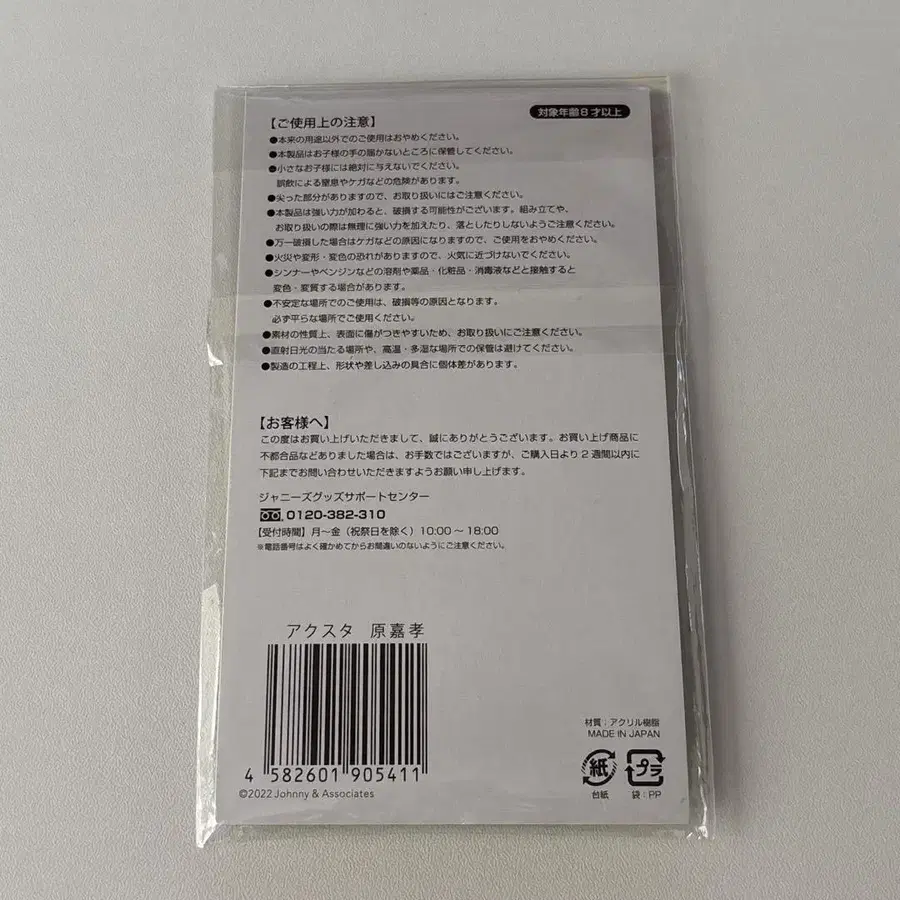 対象年齢8才以上
【ご使用上の注意】
●本来の用途以外でのご使用はおやめください。
●本製品はお子様の手の届かないところに保管してください。
●小さなお子様には絶対に与えないでください。
誤飲による窒息やケガなどの危険があります。
●尖った部分がありますので、お取り扱いにはご注意ください。
●本製品は強い力が加わると、破損する可能性がございます。組み立てや、
お取り扱いの際は無理に強い力を加えたり、落としたりしないようご注意ください。
●万一破損した場合はケガなどの原因になりますので、ご使用をおやめください。
●火災や変形・変色の恐れがありますので、火気に近づけないでください。
●シンナーやベンジンなどの溶剤や薬品・化粧品・消毒液などと接触すると
変色・変質する場合があります。
●不安定な場所でのご使用は、破損等の原因となります。
必ず平らな場所でご使用ください。
●素材の性質上、表面に傷がつきやすいため、お取り扱いにご注意ください。
●直射日光の当たる場所や、高温・多湿な場所での保管は避けてください。
●製造の工程上、形状や差し込みの具合に個体差があります。
【お客様へ】
この度はお買い上げいただきまして、誠にありがとうございます。お買い上げ商品に
不都合品などありました場合は、お手数ではございますが、ご購入日より2週間以内に
下記までお問い合わせいただきますようお願い申し上げます。
ジャニーズグッズサポートセンター
0120-382-310
【受付時間】月〜金（祝祭日を除く）10:00〜18:00
※電話番号はよく確かめてからお間違いのないようにご注意ください。
アクスタ 原嘉孝
4 582601 905411
©2022 Johnny & Associates
材質：アクリル樹脂
MADE IN JAPAN
紙 プラ
台紙 袋：PP